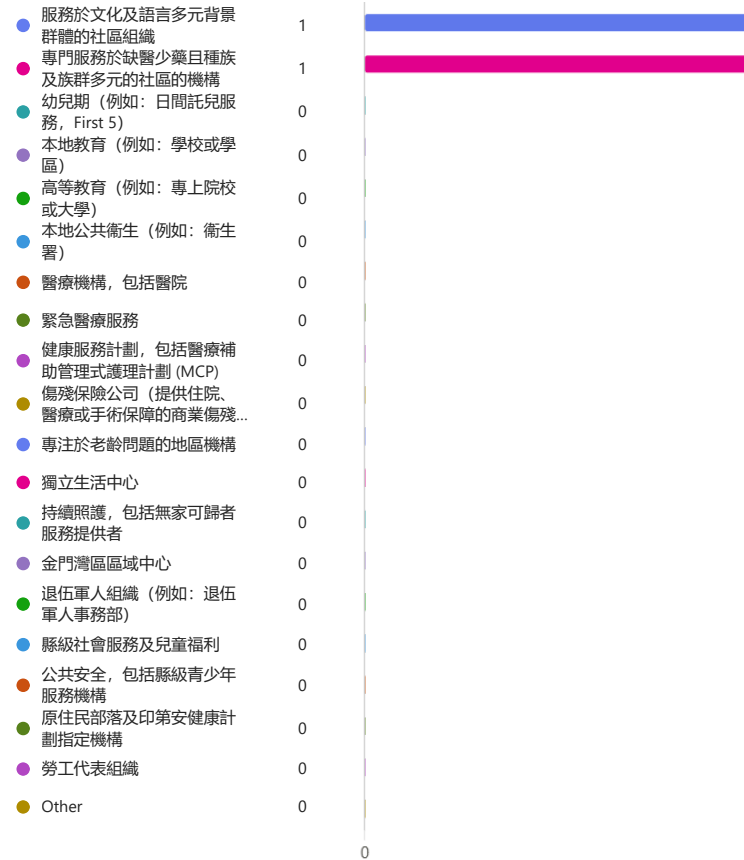 服務於文化及語言多元背景
群體的社區組織
1
專門服務於缺醫少藥且種族
及族群多元的社區的機構
1
幼兒期（例如：日間託兒服
務，First 5）
0
本地教育（例如：學校或學
區）
0
高等教育（例如：專上院校
或大學）
0
本地公共衞生（例如：衞生
署）
0
醫療機構，包括醫院
0
緊急醫療服務
0
健康服務計劃，包括醫療補
助管理式護理計劃 (MCP)
0
傷殘保險公司（提供住院、
醫療或手術保障的商業傷殘...
0
專注於老齡問題的地區機構
0
獨立生活中心
0
持續照護，包括無家可歸者
服務提供者
0
金門灣區區域中心
0
退伍軍人組織（例如：退伍
軍人事務部）
0
縣級社會服務及兒童福利
0
公共安全，包括縣級青少年
服務機構
0
原住民部落及印第安健康計
劃指定機構
0
勞工代表組織
0
Other
0
0